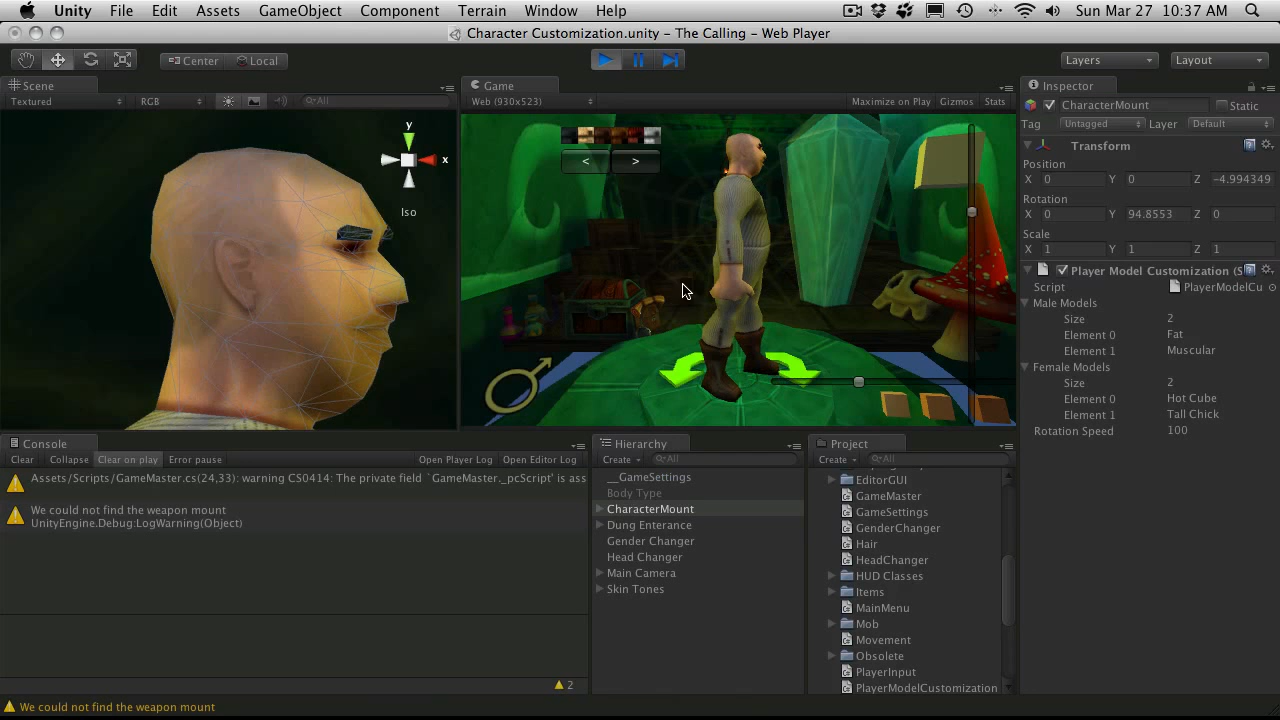 Unity File Edit Assets GameObject Component Terrain Window Help Sun Mar 27 10:37 AM
Character Customization.unity – The Calling – Web Player
Center Local Layers Layout
Scene
Textured RGB All
y
x
Iso
Game
Web (930x523) Maximize on Play Gizmos Stats
< >
Inspector
CharacterMount Static
Tag Untagged Layer Default
Transform
Position
X 0 Y 0 Z −4.994349
Rotation
X 0 Y 94.8553 Z 0
Scale
X 1 Y 1 Z 1
Player Model Customization (S
Script PlayerModelCu
Male Models
Size 2
Element 0 Fat
Element 1 Muscular
Female Models
Size 2
Element 0 Hot Cube
Element 1 Tall Chick
Rotation Speed 100
Console
Clear Collapse Clear on play Error pause Open Player Log Open Editor Log
Assets/Scripts/GameMaster.cs(24,33): warning CS0414: The private field `GameMaster._pcScript' is ass
We could not find the weapon mount
UnityEngine.Debug:LogWarning(Object)
2
Hierarchy
Create All
__GameSettings
Body Type
CharacterMount
Dung Enterance
Gender Changer
Head Changer
Main Camera
Skin Tones
Project
Create All
EditorGUI
GameMaster
GameSettings
GenderChanger
Hair
HeadChanger
HUD Classes
Items
MainMenu
Mob
Movement
Obsolete
PlayerInput
PlayerModelCustomization
We could not find the weapon mount